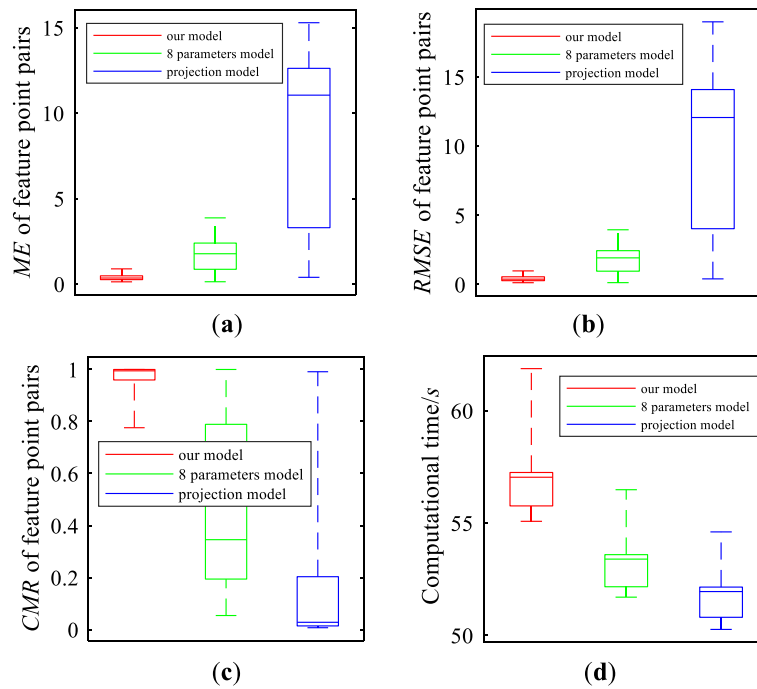 ME of feature point pairs
15
10
5
0
our model
8 parameters model
projection model
(a)
RMSE of feature point pairs
15
10
5
0
our model
8 parameters model
projection model
(b)
CMR of feature point pairs
1
0.8
0.6
0.4
0.2
0
our model
8 parameters model
projection model
(c)
Computational time/s
60
55
50
our model
8 parameters model
projection model
(d)